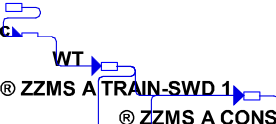 c
WT
® ZZMS A TRAIN-SWD 1
® ZZMS A CONS